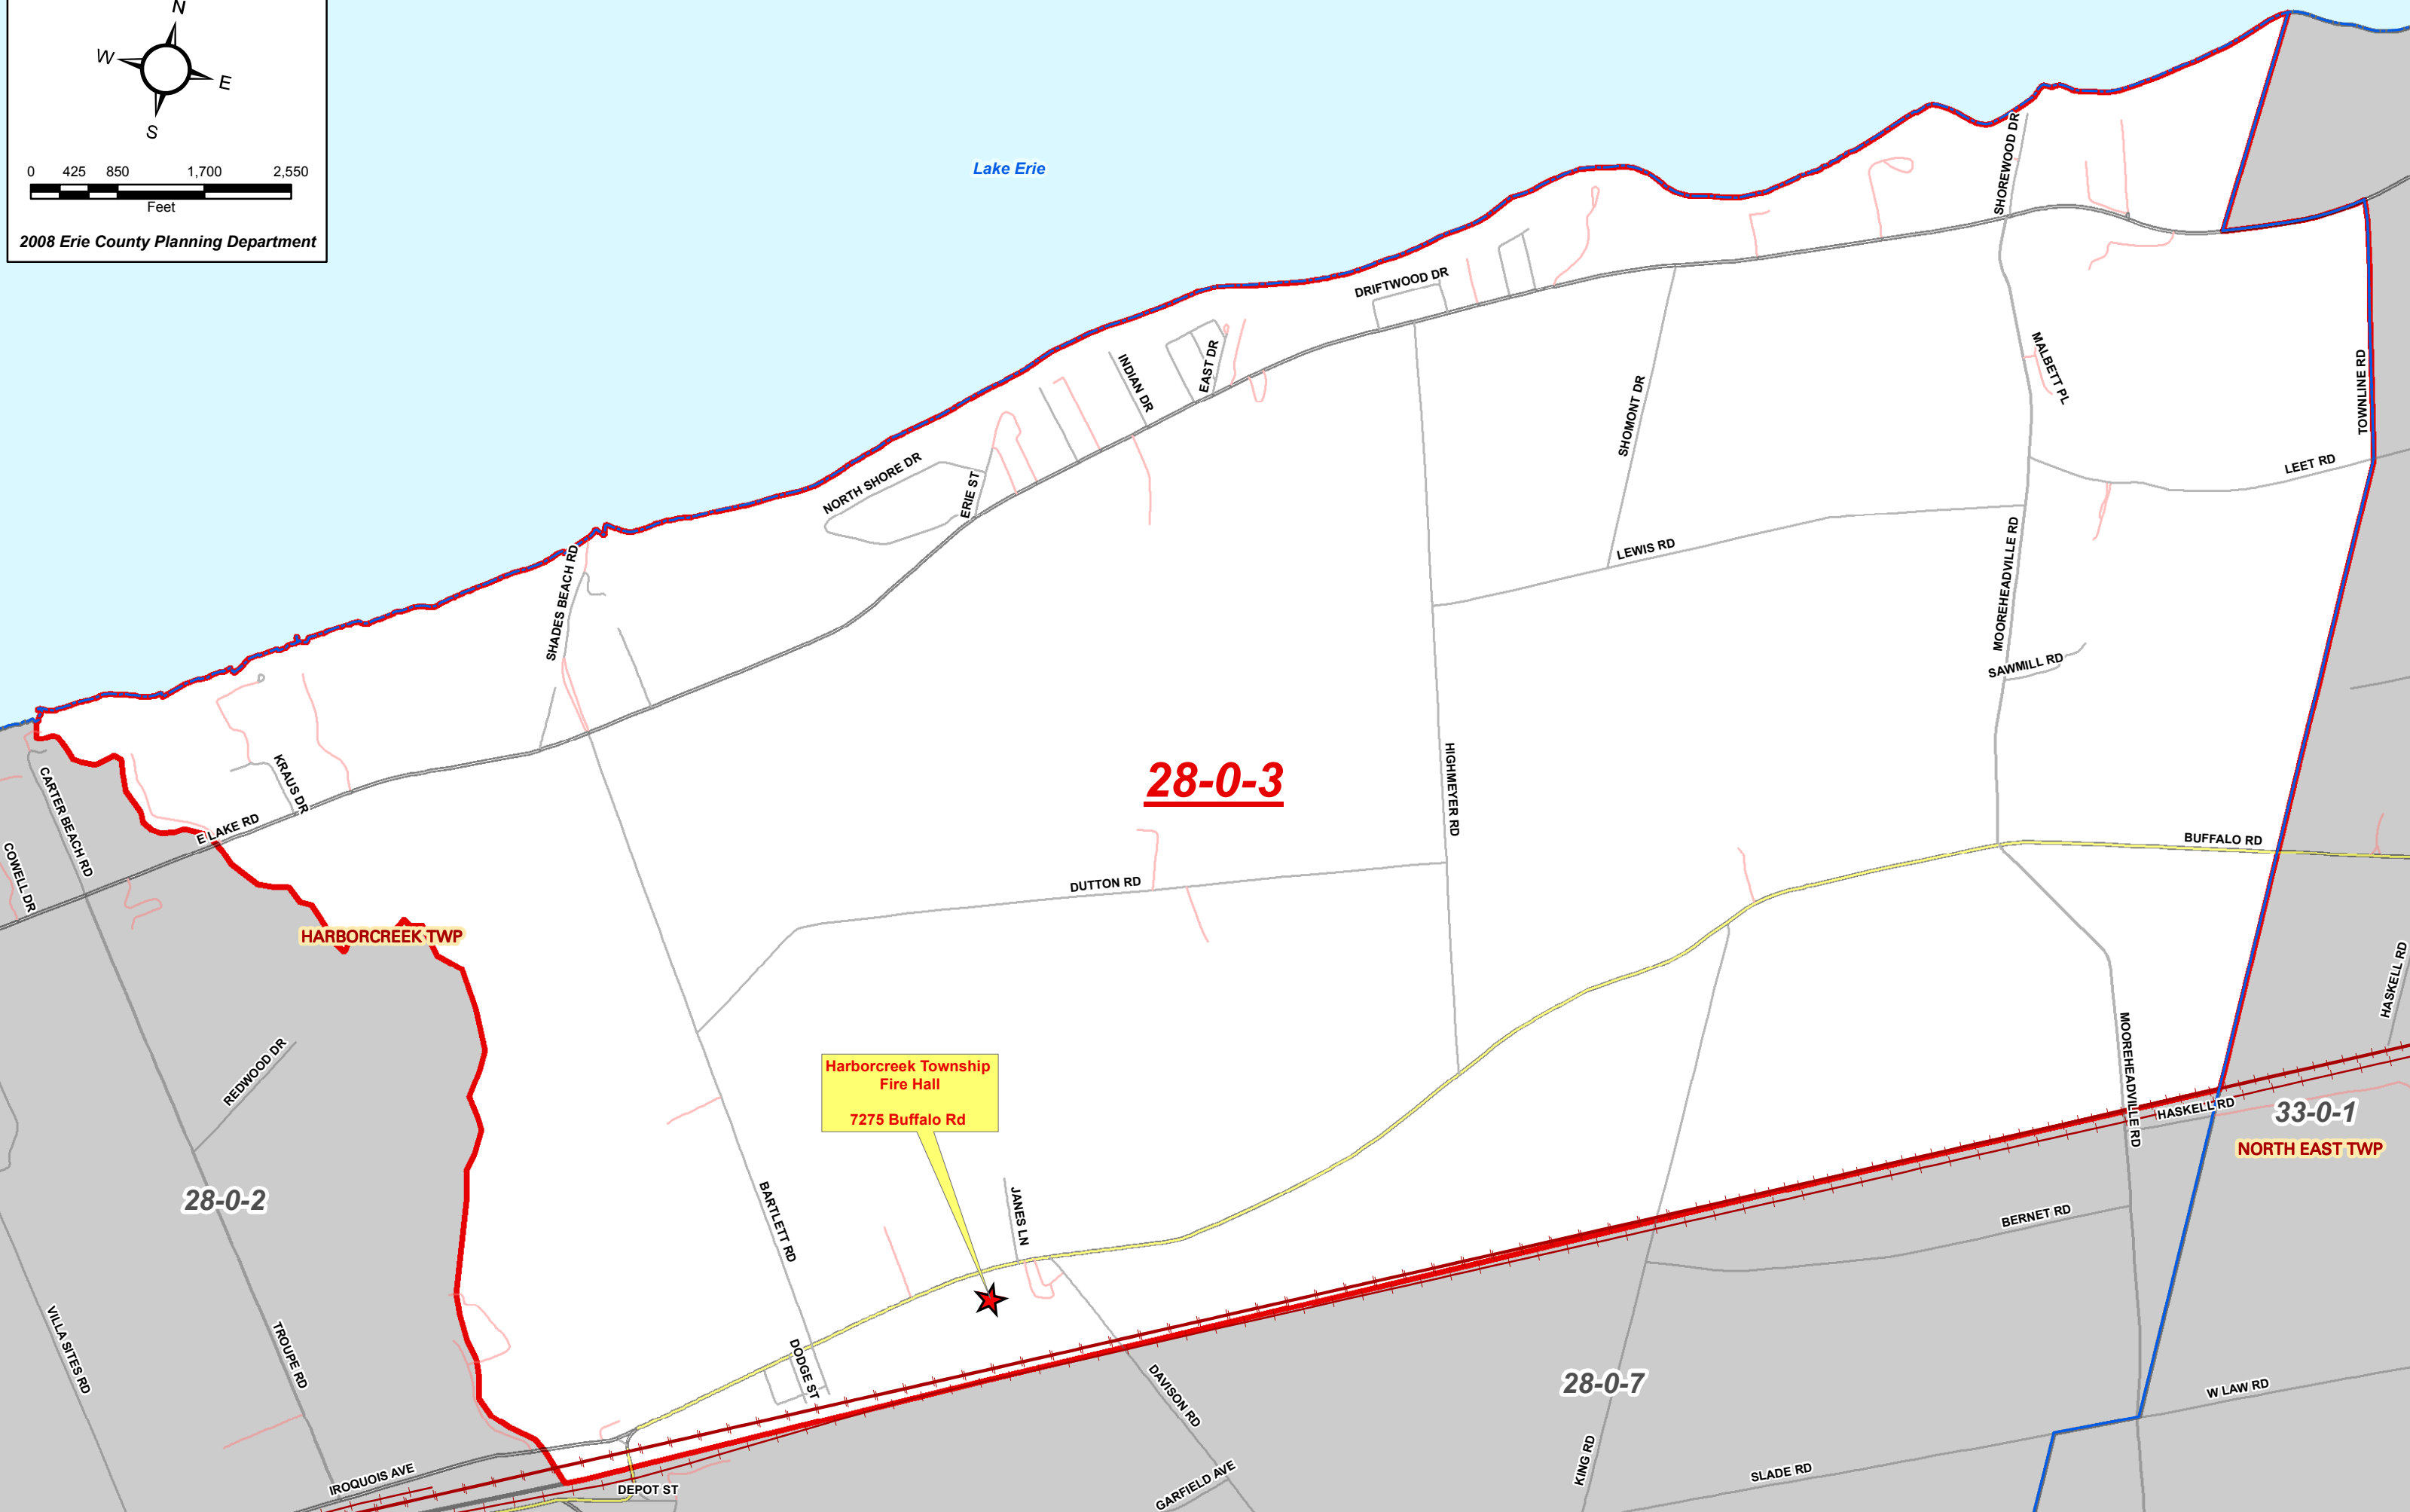 N
W
E
S
0 425 850 1,700 2,550
Feet
2008 Erie County Planning Department
Lake Erie
SHOREWOOD DR
DRIFTWOOD DR
INDIAN DR
EAST DR
MALBETT PL
TOWNLINE RD
SHOMONT DR
NORTH SHORE DR
ERIE ST
LEET RD
LEWIS RD
MOOREHEADVILLE RD
SHADES BEACH RD
SAWMILL RD
KRAUS DR
CARTER BEACH RD
E LAKE RD
COWELL DR
28-0-3
HIGHMEYER RD
BUFFALO RD
DUTTON RD
HARBORCREEK TWP
HASKELL RD
REDWOOD DR
Harborcreek Township
Fire Hall
7275 Buffalo Rd
MOOREHEADVILLE RD
HASKELL RD
33-0-1
NORTH EAST TWP
28-0-2
BARTLETT RD
JANES LN
BERNET RD
VILLA SITES RD
TROUPE RD
DODGE ST
DAVISON RD
28-0-7
W LAW RD
IROQUOIS AVE
DEPOT ST
GARFIELD AVE
KING RD
SLADE RD